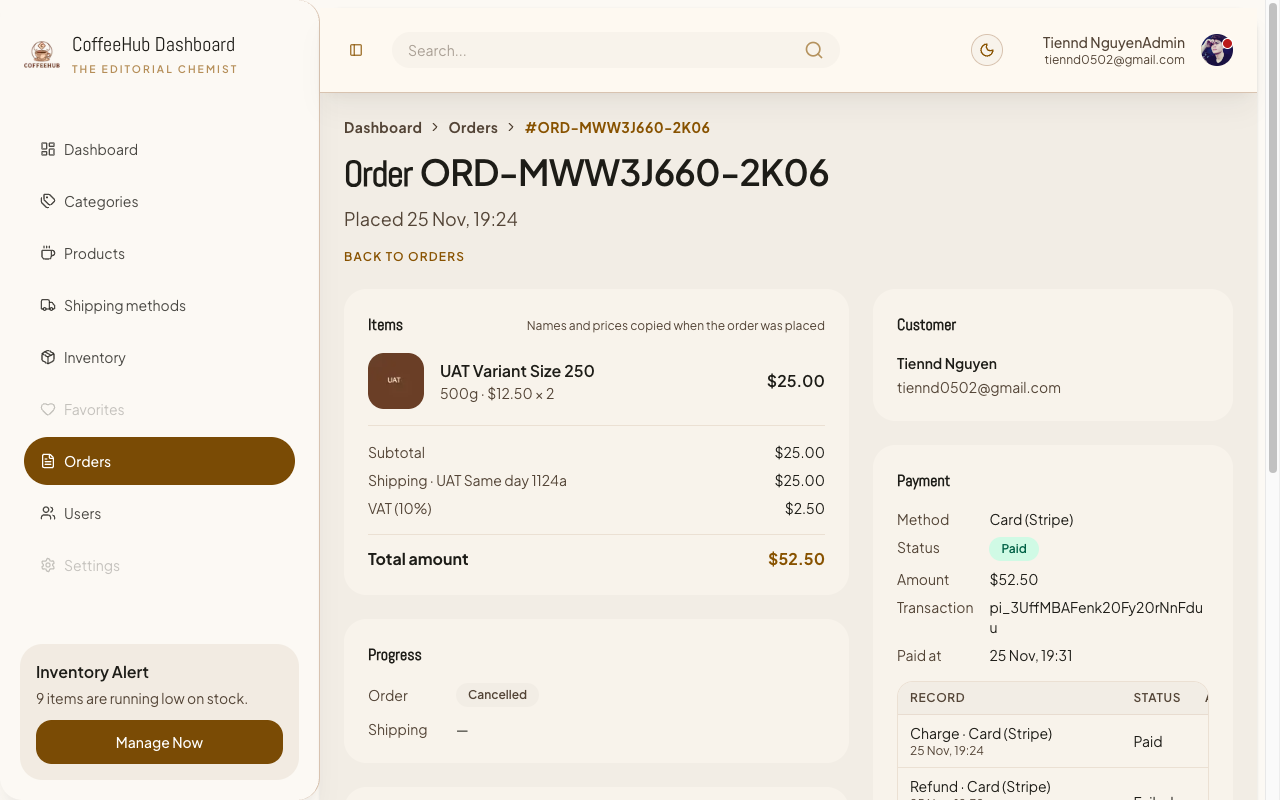 COFFEEHUB
CoffeeHub Dashboard
THE EDITORIAL CHEMIST
Dashboard
Categories
Products
Shipping methods
Inventory
Favorites
Orders
Users
Settings
Inventory Alert
9 items are running low on stock.
Manage Now
Search...
Tiennd NguyenAdmin
tiennd0502@gmail.com
Dashboard > Orders > #ORD-MWW3J660-2K06
Order ORD-MWW3J660-2K06
Placed 25 Nov, 19:24
BACK TO ORDERS
Items Names and prices copied when the order was placed
UAT
UAT Variant Size 250
500g · $12.50 × 2
$25.00
Subtotal $25.00
Shipping · UAT Same day 1124a $25.00
VAT (10%) $2.50
Total amount $52.50
Progress
Order Cancelled
Shipping —
Customer
Tiennd Nguyen
tiennd0502@gmail.com
Payment
Method Card (Stripe)
Status Paid
Amount $52.50
Transaction pi_3UffMBAFenk20Fy20rNnFdu
u
Paid at 25 Nov, 19:31
RECORD STATUS
Charge · Card (Stripe)
25 Nov, 19:24
Paid
Refund · Card (Stripe)